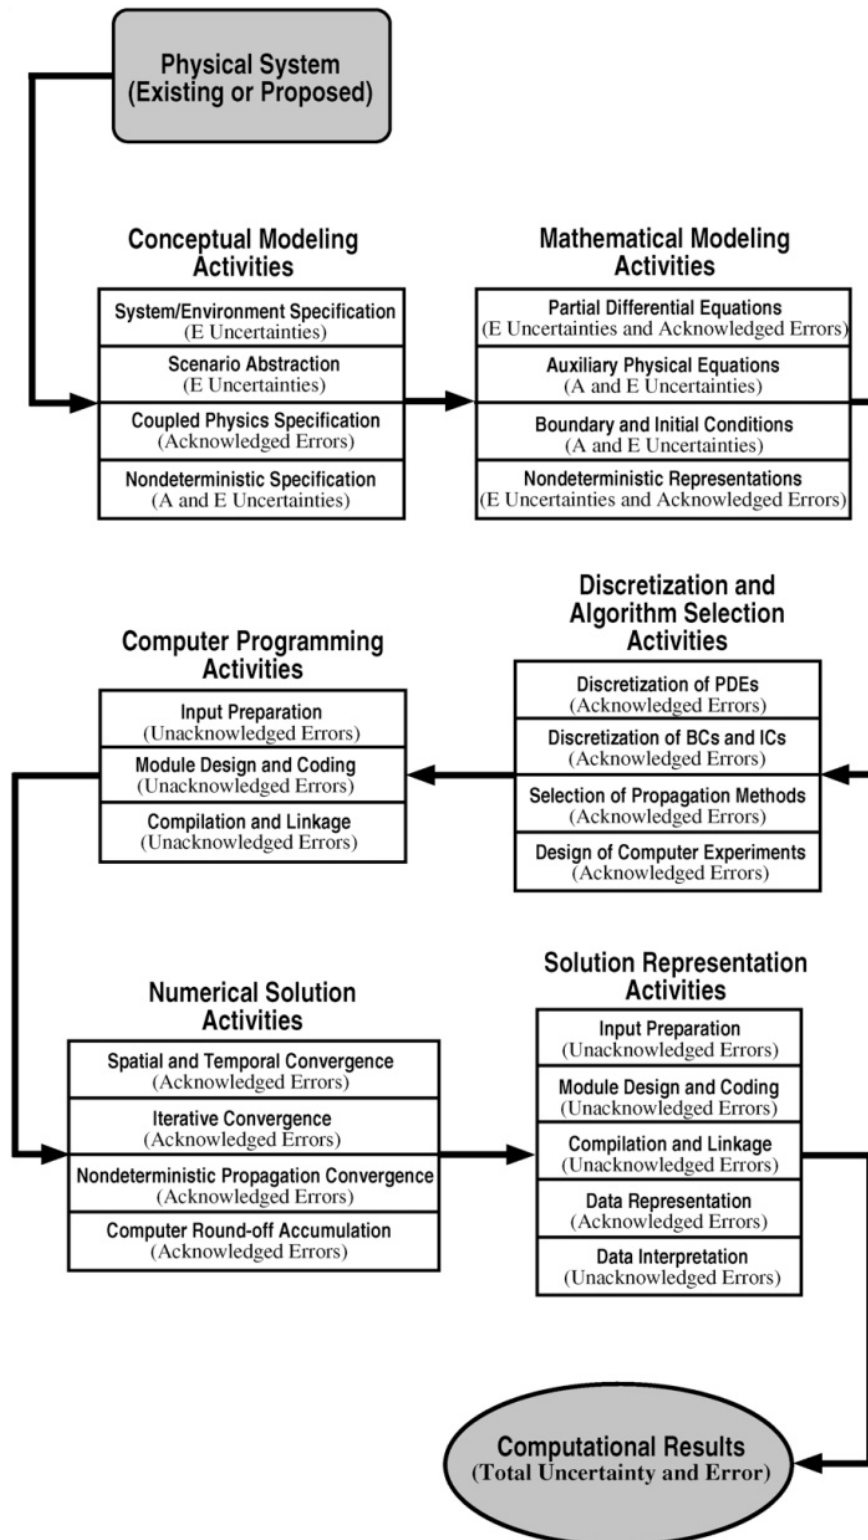 Physical System
(Existing or Proposed)
Conceptual Modeling
Activities
System/Environment Specification
(E Uncertainties)
Scenario Abstraction
(E Uncertainties)
Coupled Physics Specification
(Acknowledged Errors)
Nondeterministic Specification
(A and E Uncertainties)
Mathematical Modeling
Activities
Partial Differential Equations
(E Uncertainties and Acknowledged Errors)
Auxiliary Physical Equations
(A and E Uncertainties)
Boundary and Initial Conditions
(A and E Uncertainties)
Nondeterministic Representations
(E Uncertainties and Acknowledged Errors)
Discretization and
Algorithm Selection
Activities
Discretization of PDEs
(Acknowledged Errors)
Discretization of BCs and ICs
(Acknowledged Errors)
Selection of Propagation Methods
(Acknowledged Errors)
Design of Computer Experiments
(Acknowledged Errors)
Computer Programming
Activities
Input Preparation
(Unacknowledged Errors)
Module Design and Coding
(Unacknowledged Errors)
Compilation and Linkage
(Unacknowledged Errors)
Numerical Solution
Activities
Spatial and Temporal Convergence
(Acknowledged Errors)
Iterative Convergence
(Acknowledged Errors)
Nondeterministic Propagation Convergence
(Acknowledged Errors)
Computer Round-off Accumulation
(Acknowledged Errors)
Solution Representation
Activities
Input Preparation
(Unacknowledged Errors)
Module Design and Coding
(Unacknowledged Errors)
Compilation and Linkage
(Unacknowledged Errors)
Data Representation
(Acknowledged Errors)
Data Interpretation
(Unacknowledged Errors)
Computational Results
(Total Uncertainty and Error)